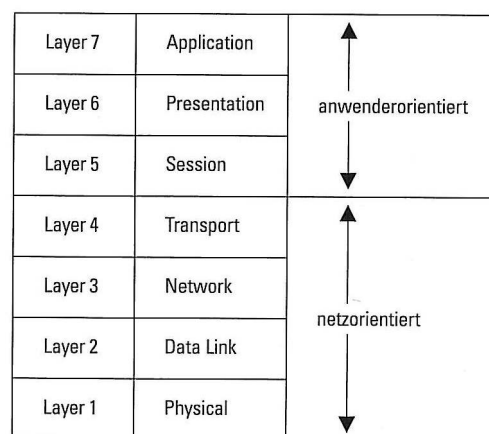 Layer 7 Application
Layer 6 Presentation anwenderorientiert
Layer 5 Session
Layer 4 Transport
Layer 3 Network
netzorientiert
Layer 2 Data Link
Layer 1 Physical